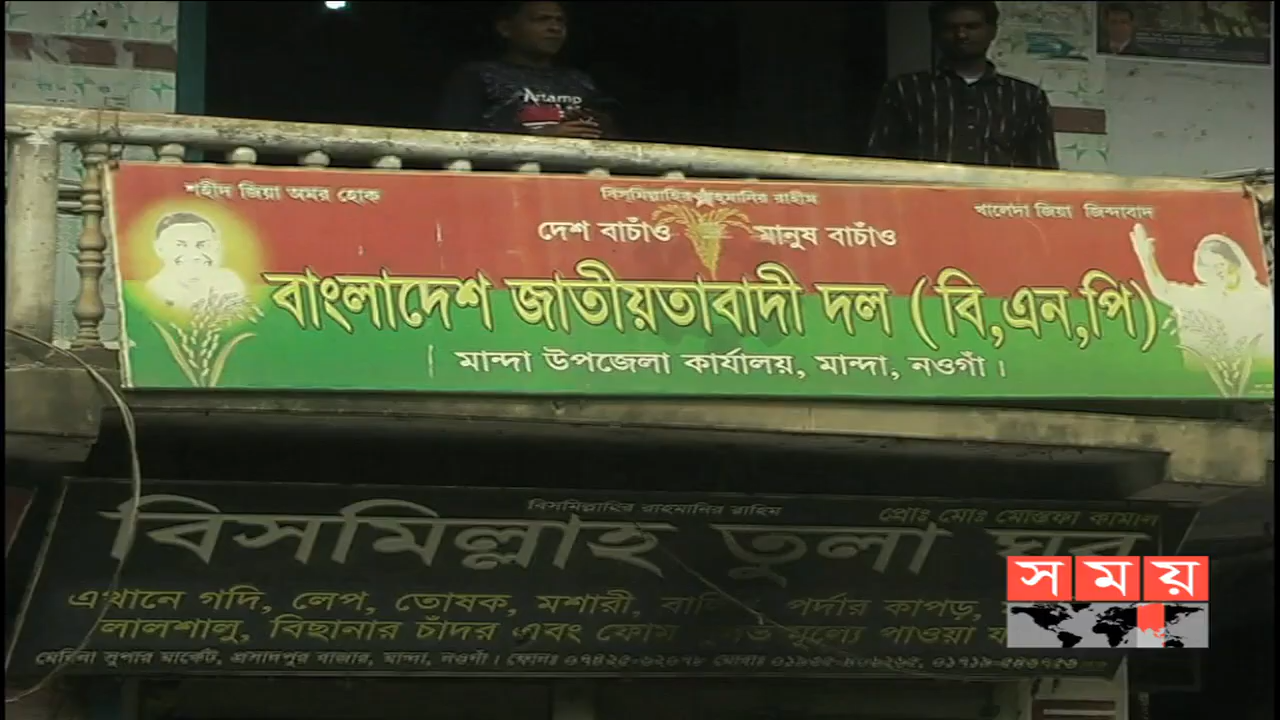 Artamp
শহীদ জিয়া অমর হোক
বিস্‌মিল্লাহির রাহমানির রাহীম
খালেদা জিয়া জিন্দাবাদ
দেশ বাচাঁও মানুষ বাচাঁও
বাংলাদেশ জাতীয়তাবাদী দল (বি,এন,পি)
মান্দা উপজেলা কার্যালয়, মান্দা, নওগাঁ।
বিসমিল্লাহির রাহমানির রাহিম
প্রোঃ মোঃ মোস্তফা কামাল
বিসমিল্লাহ তুলা ঘর
এখানে গদি, লেপ, তোষক, মশারী, পর্দার কাপড়,
লালশালু, বিছানার চাঁদর এবং ফোম মূল্যে পাওয়া
সুপার মার্কেট, প্রসাদপুর বাজার, মান্দা, নওগাঁ। ফোনঃ মোবাঃ
সময়